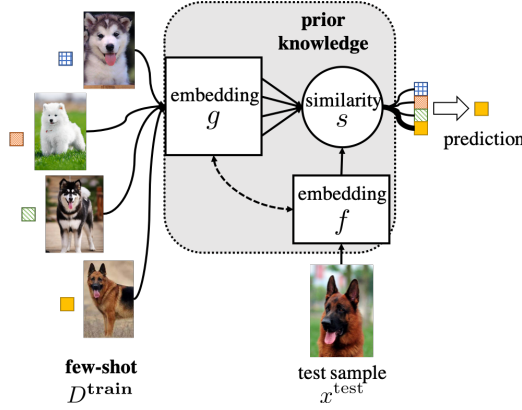 prior
knowledge
embedding
g
similarity
s
prediction
embedding
f
few-shot
D^train
test sample
x^test